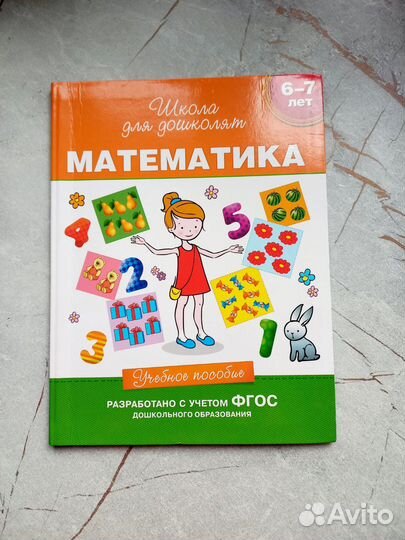 6–7
лет
Школа
для дошколят
МАТЕМАТИКА
4
5
2
3
1
Учебное пособие
РАЗРАБОТАНО С УЧЕТОМ ФГОС
ДОШКОЛЬНОГО ОБРАЗОВАНИЯ
Avito